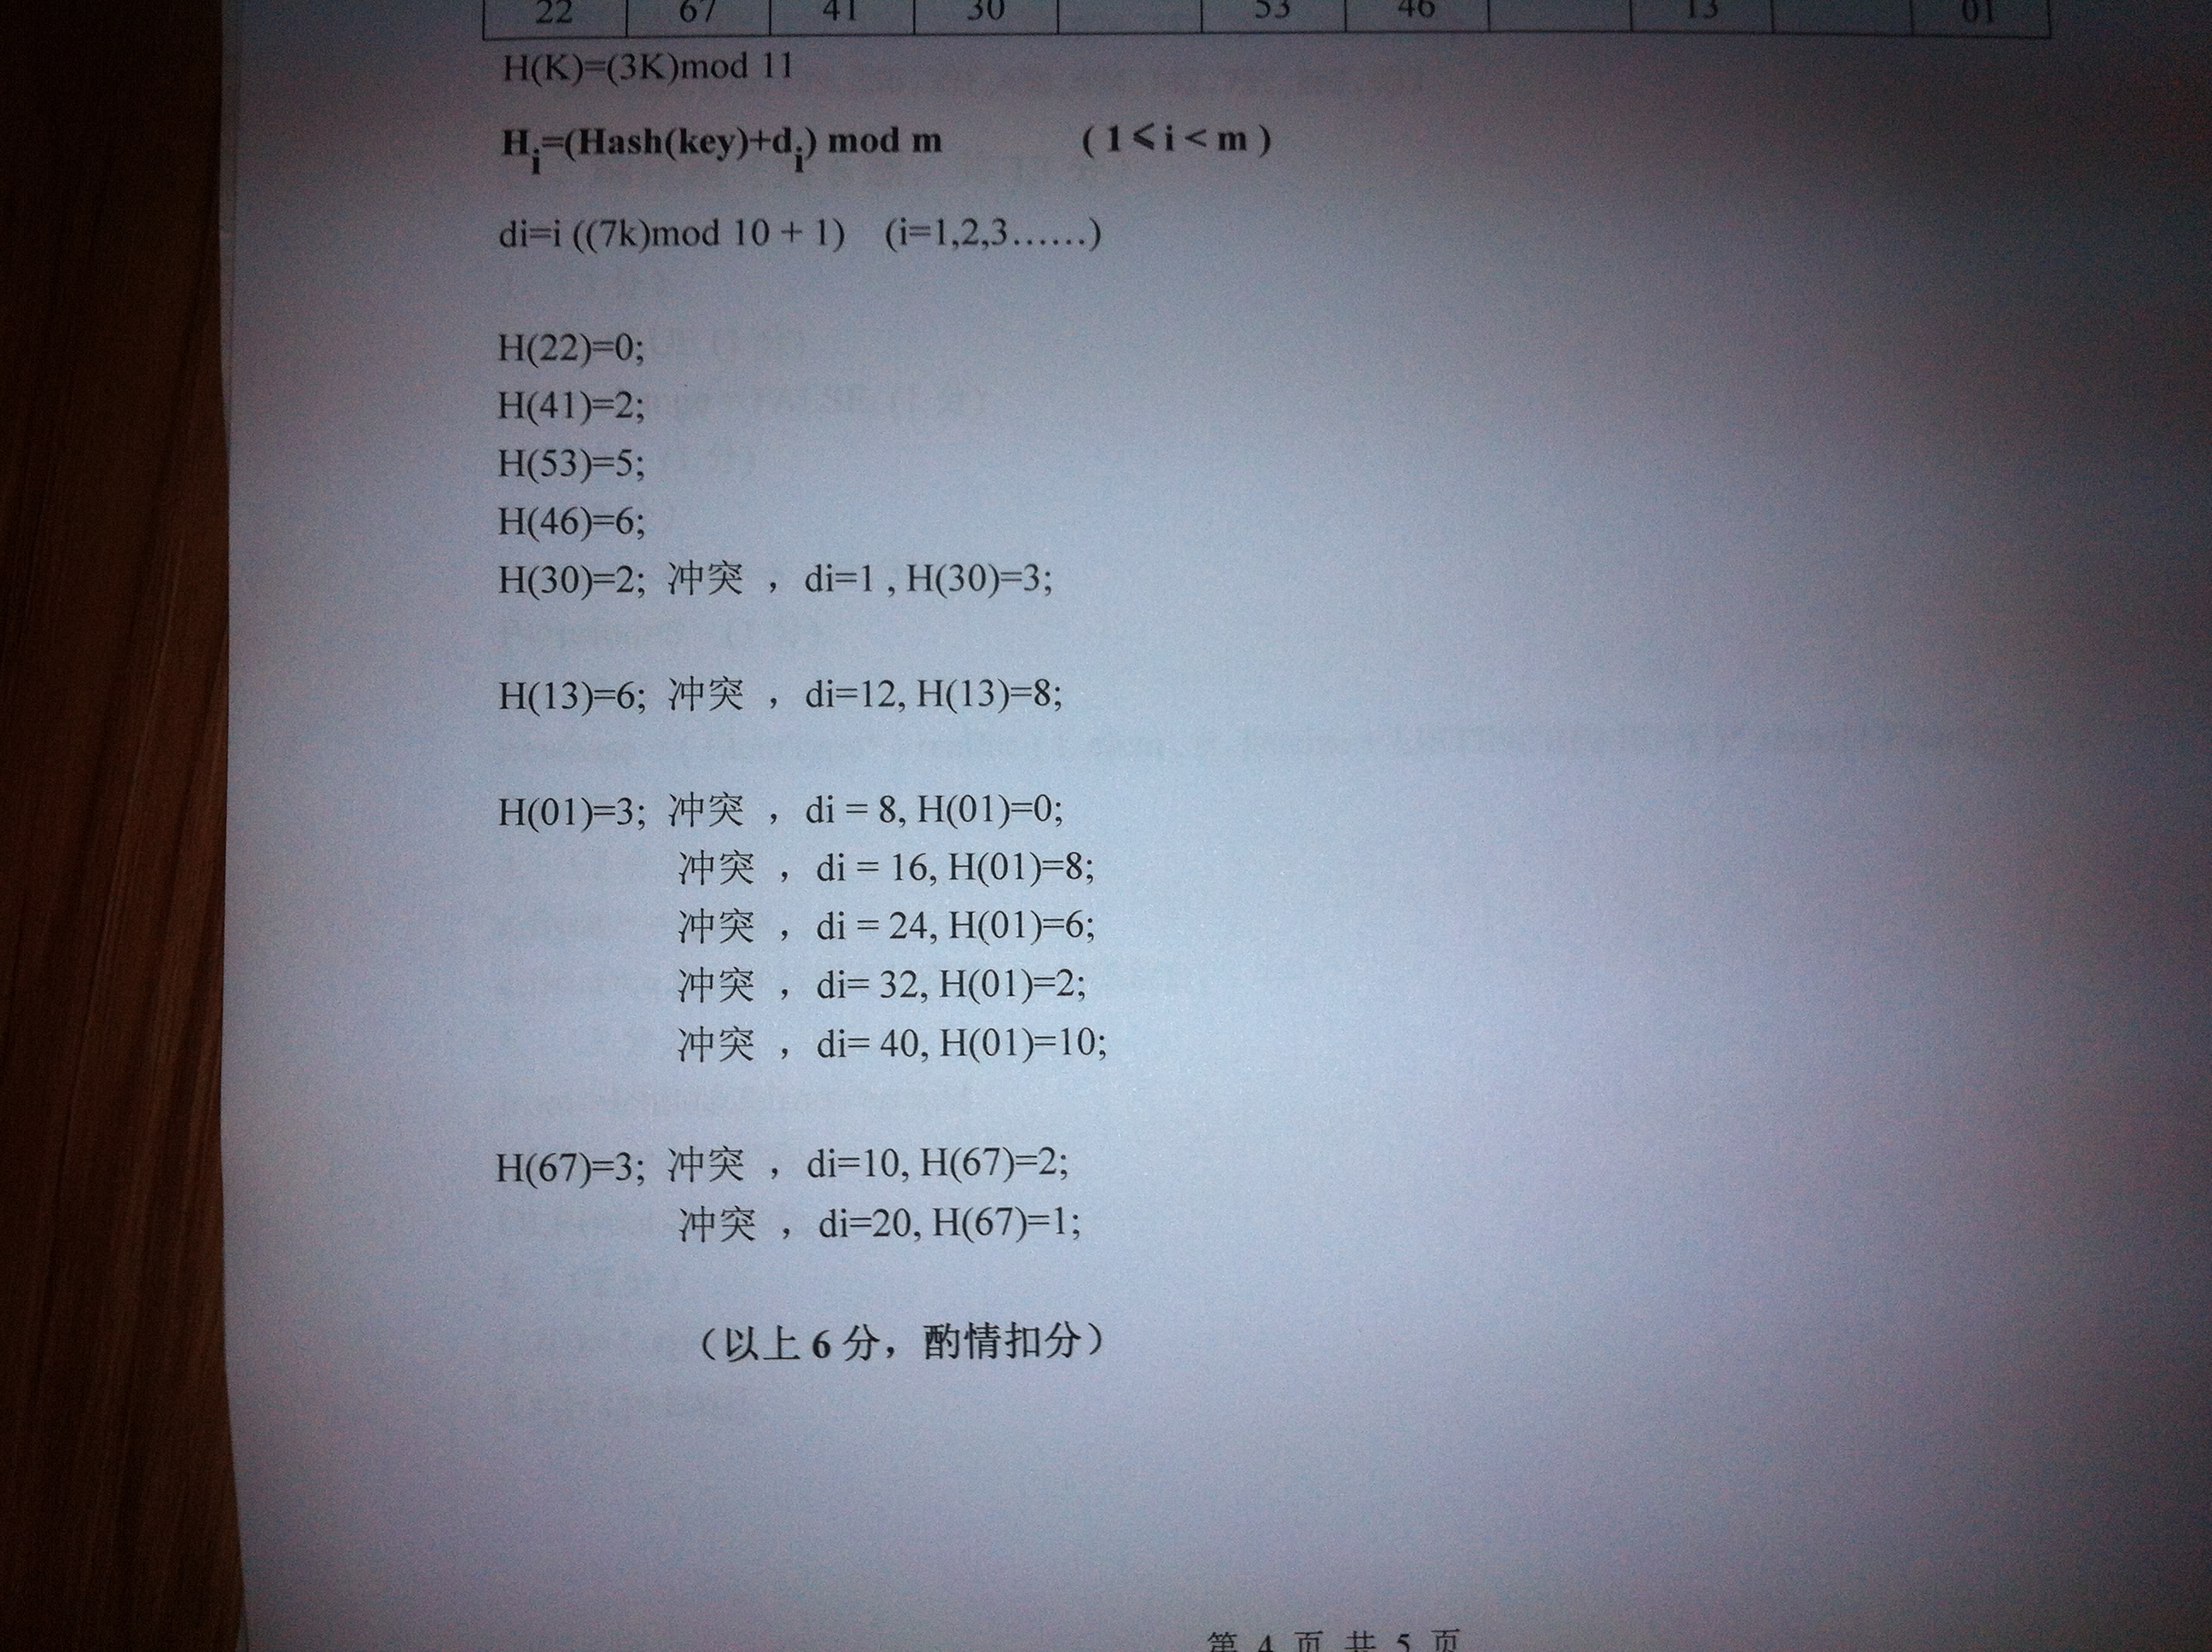 22 67 41 30 53 46 13 01
H(K)=(3K)mod 11
Hi=(Hash(key)+di) mod m (1⩽i<m)
di=i ((7k)mod 10 + 1) (i=1,2,3……)
H(22)=0;
H(41)=2;
H(53)=5;
H(46)=6;
H(30)=2; 冲突 ，di=1 , H(30)=3;
H(13)=6; 冲突 ，di=12, H(13)=8;
H(01)=3; 冲突 ，di = 8, H(01)=0;
冲突 ，di = 16, H(01)=8;
冲突 ，di = 24, H(01)=6;
冲突 ，di= 32, H(01)=2;
冲突 ，di= 40, H(01)=10;
H(67)=3; 冲突 ，di=10, H(67)=2;
冲突 ，di=20, H(67)=1;
（以上 6 分，酌情扣分）
第 4 页 共 5 页